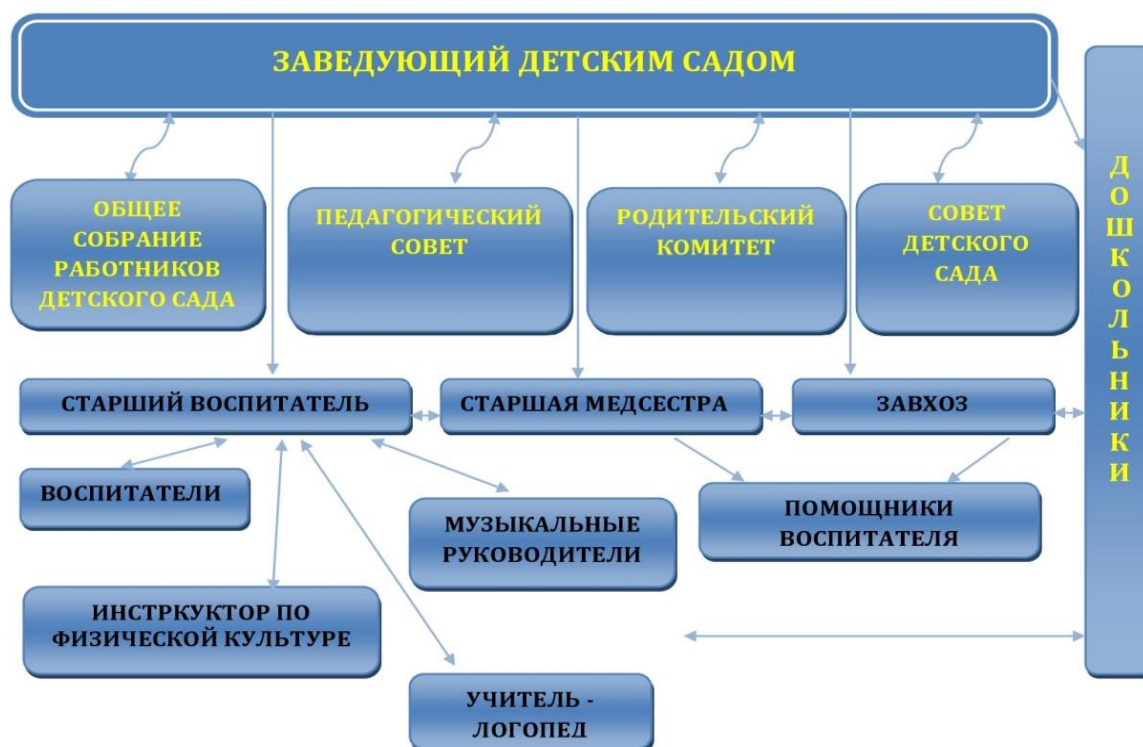 ЗАВЕДУЮЩИЙ ДЕТСКИМ САДОМ
ОБЩЕЕ
СОБРАНИЕ
РАБОТНИКОВ
ДЕТСКОГО САДА
ПЕДАГОГИЧЕСКИЙ
СОВЕТ
РОДИТЕЛЬСКИЙ
КОМИТЕТ
СОВЕТ
ДЕТСКОГО
САДА
ДОШКОЛЬНИКИ
СТАРШИЙ ВОСПИТАТЕЛЬ
СТАРШАЯ МЕДСЕСТРА
ЗАВХОЗ
ВОСПИТАТЕЛИ
МУЗЫКАЛЬНЫЕ
РУКОВОДИТЕЛИ
ПОМОЩНИКИ
ВОСПИТАТЕЛЯ
ИНСТРКУКТОР ПО
ФИЗИЧЕСКОЙ КУЛЬТУРЕ
УЧИТЕЛЬ -
ЛОГОПЕД